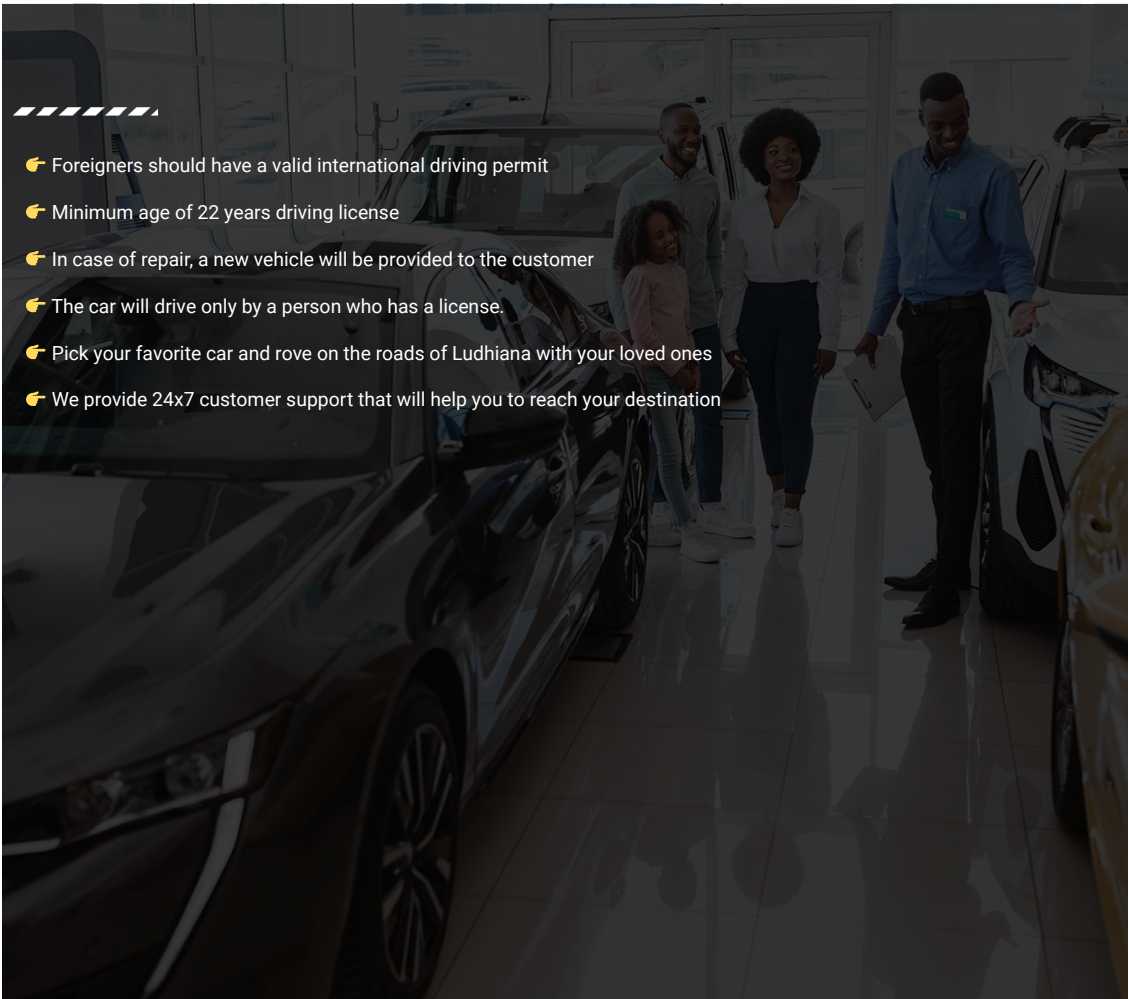 👉 Foreigners should have a valid international driving permit
👉 Minimum age of 22 years driving license
👉 In case of repair, a new vehicle will be provided to the customer
👉 The car will drive only by a person who has a license.
👉 Pick your favorite car and rove on the roads of Ludhiana with your loved ones
👉 We provide 24x7 customer support that will help you to reach your destination